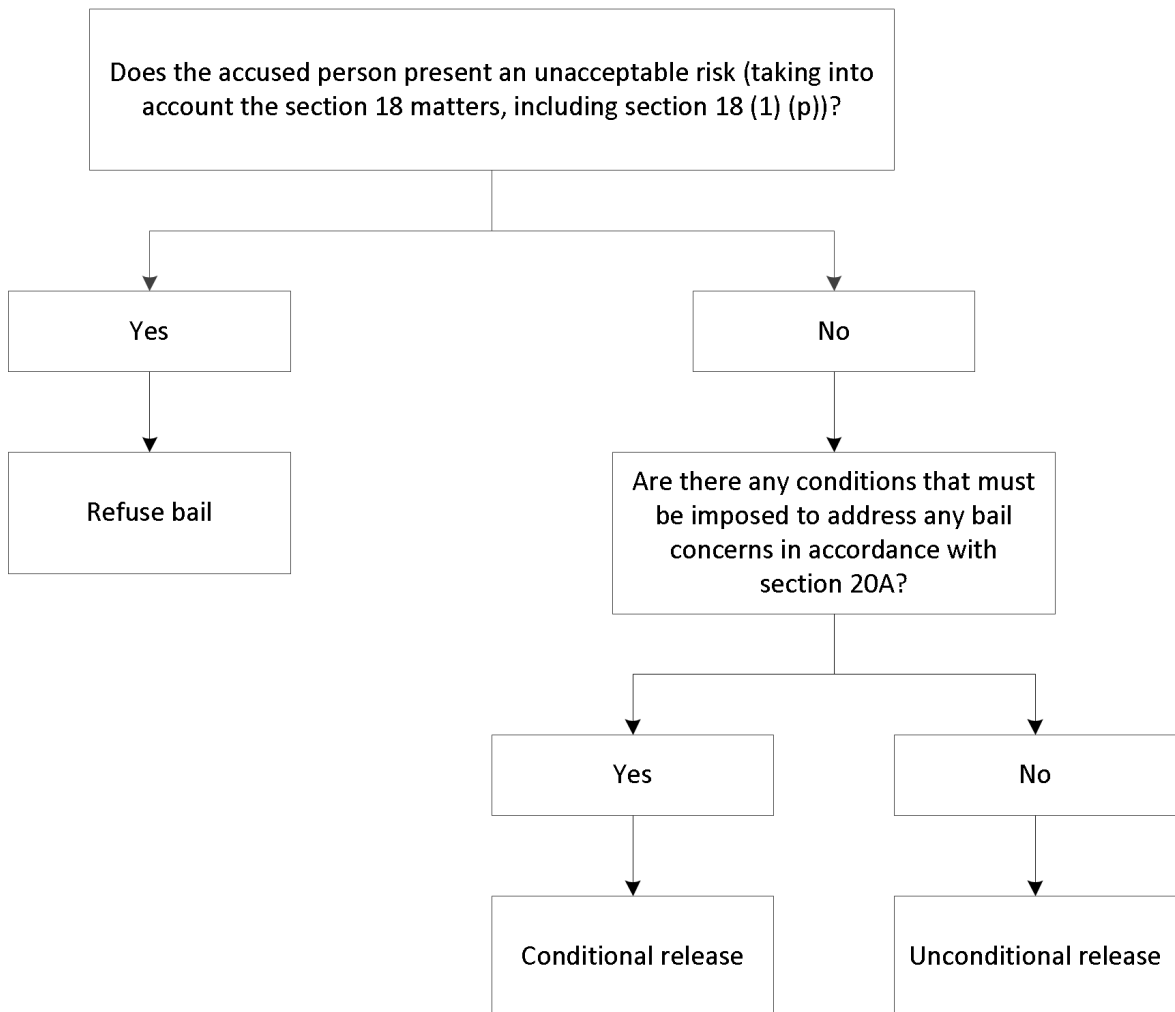 Does the accused person present an unacceptable risk (taking into
account the section 18 matters, including section 18 (1) (p))?
Yes
No
Refuse bail
Are there any conditions that must
be imposed to address any bail
concerns in accordance with
section 20A?
Yes
No
Conditional release
Unconditional release